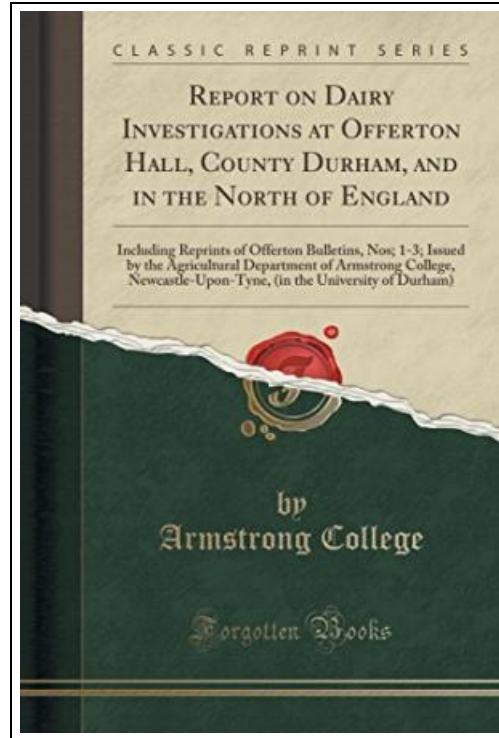 CLASSIC REPRINT SERIES
REPORT ON DAIRY
INVESTIGATIONS AT OFFERTON
HALL, COUNTY DURHAM, AND
IN THE NORTH OF ENGLAND
Including Reprints of Offerton Bulletins, Nos; 1-3; Issued
by the Agricultural Department of Armstrong College,
Newcastle-Upon-Tyne, (in the University of Durham)
by
Armstrong College
Forgotten Books